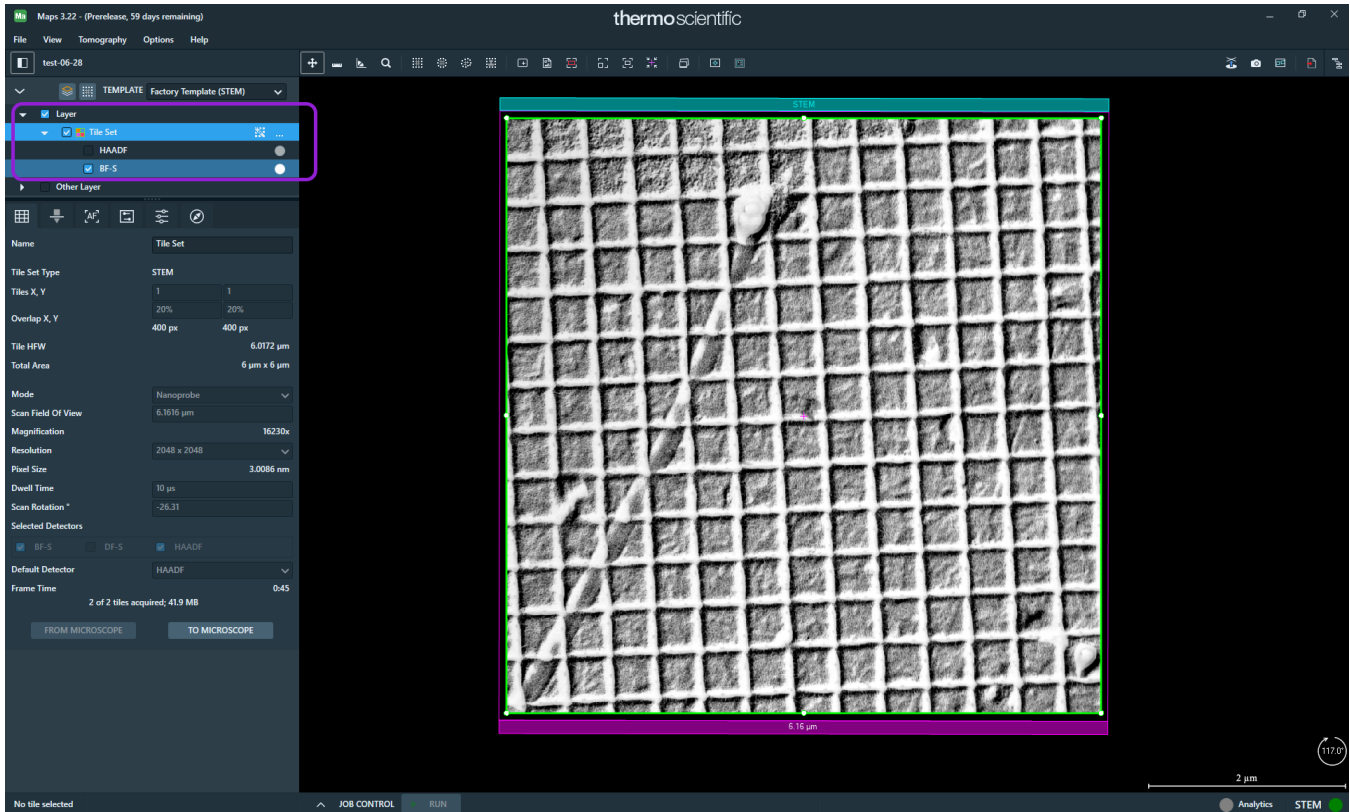 Ma Maps 3.22 - (Prerelease, 59 days remaining)
thermo scientific
File View Tomography Options Help
test-06-28
TEMPLATE Factory Template (STEM)
Layer
Tile Set ...
HAADF
BF-S
Other Layer
[AF]
Name Tile Set
Tile Set Type STEM
Tiles X, Y 1 1
20% 20%
Overlap X, Y
400 px 400 px
Tile HFW 6.0172 µm
Total Area 6 µm x 6 µm
Mode Nanoprobe
Scan Field Of View 6.1616 µm
Magnification 16230x
Resolution 2048 x 2048
Pixel Size 3.0086 nm
Dwell Time 10 µs
Scan Rotation * -26.31
Selected Detectors
BF-S DF-S HAADF
Default Detector HAADF
Frame Time 0:45
2 of 2 tiles acquired; 41.9 MB
FROM MICROSCOPE TO MICROSCOPE
STEM
6.16 µm
117.0°
2 µm
No tile selected
JOB CONTROL RUN
Analytics STEM